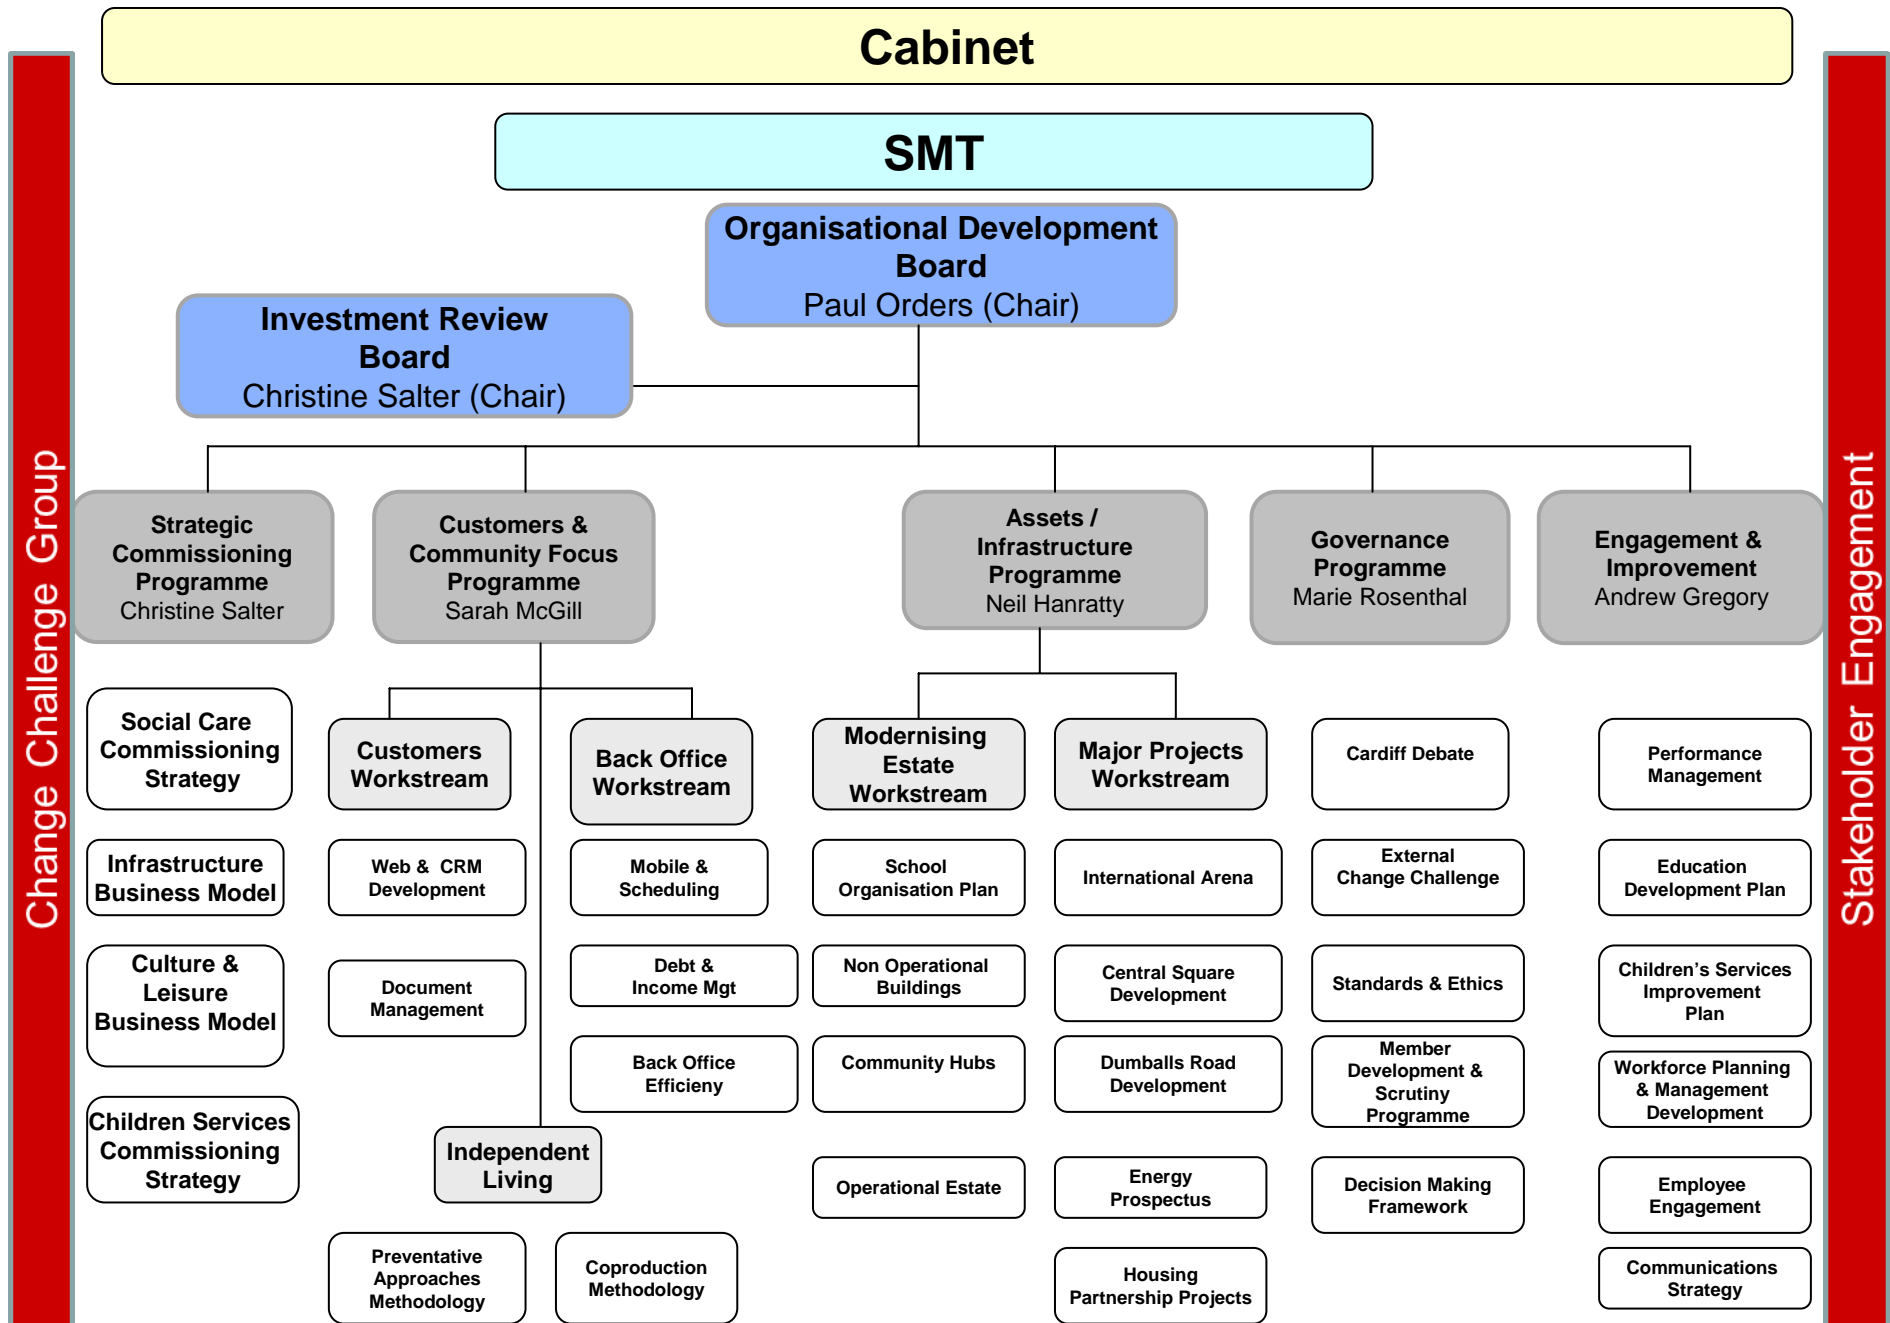 Cabinet
SMT
Organisational Development
Board
Paul Orders (Chair)
Investment Review
Board
Christine Salter (Chair)
Change Challenge Group
Stakeholder Engagement
Strategic
Commissioning
Programme
Christine Salter
Customers &
Community Focus
Programme
Sarah McGill
Assets /
Infrastructure
Programme
Neil Hanratty
Governance
Programme
Marie Rosenthal
Engagement &
Improvement
Andrew Gregory
Social Care
Commissioning
Strategy
Infrastructure
Business Model
Culture &
Leisure
Business Model
Children Services
Commissioning
Strategy
Customers
Workstream
Web & CRM
Development
Document
Management
Back Office
Workstream
Mobile &
Scheduling
Debt &
Income Mgt
Back Office
Efficieny
Independent
Living
Preventative
Approaches
Methodology
Coproduction
Methodology
Modernising
Estate
Workstream
School
Organisation Plan
Non Operational
Buildings
Community Hubs
Operational Estate
Major Projects
Workstream
International Arena
Central Square
Development
Dumballs Road
Development
Energy
Prospectus
Housing
Partnership Projects
Cardiff Debate
External
Change Challenge
Standards & Ethics
Member
Development &
Scrutiny
Programme
Decision Making
Framework
Performance
Management
Education
Development Plan
Children’s Services
Improvement
Plan
Workforce Planning
& Management
Development
Employee
Engagement
Communications
Strategy